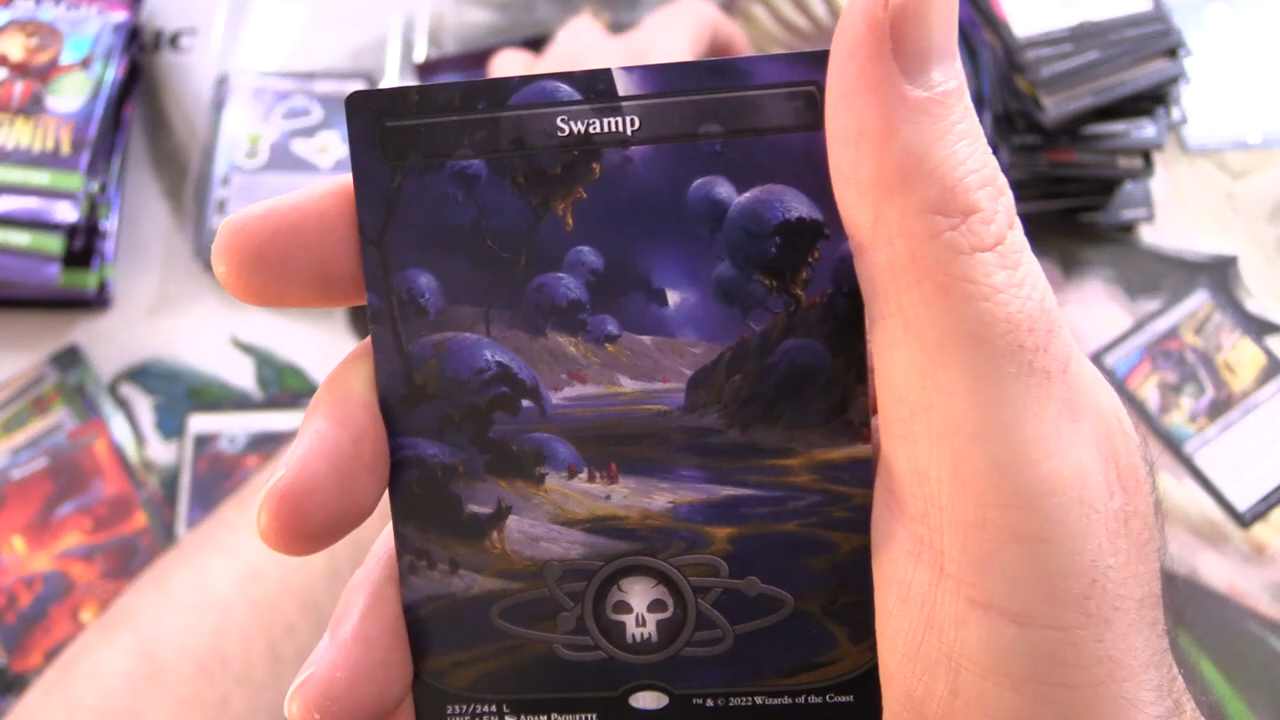 Swamp
237/244 L
™ & © 2022 Wizards of the Coast
UNF • EN ADAM PAQUETTE